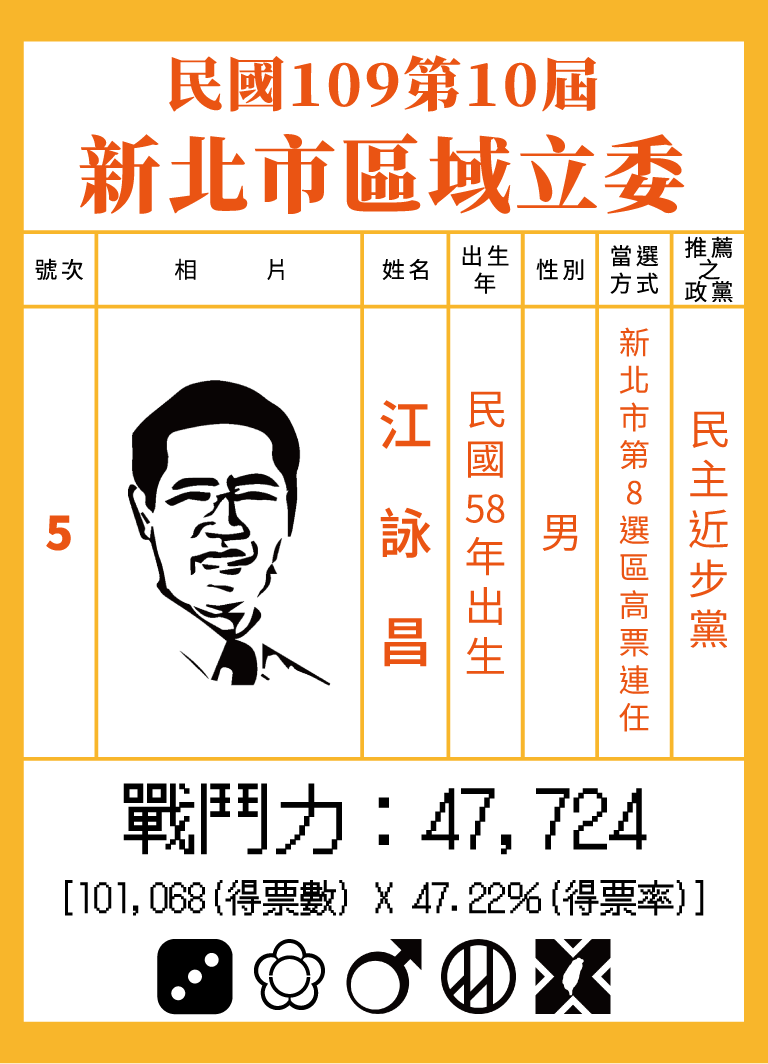 民國109第10屆
新北市區域立委
號次
相片
姓名
出生年
性別
當選方式
推薦之政黨
5
江詠昌
民國58年出生
男
新北市第8選區高票連任
民主近步黨
戰鬥力：47,724
[101,068(得票數) X 47.22%(得票率)]